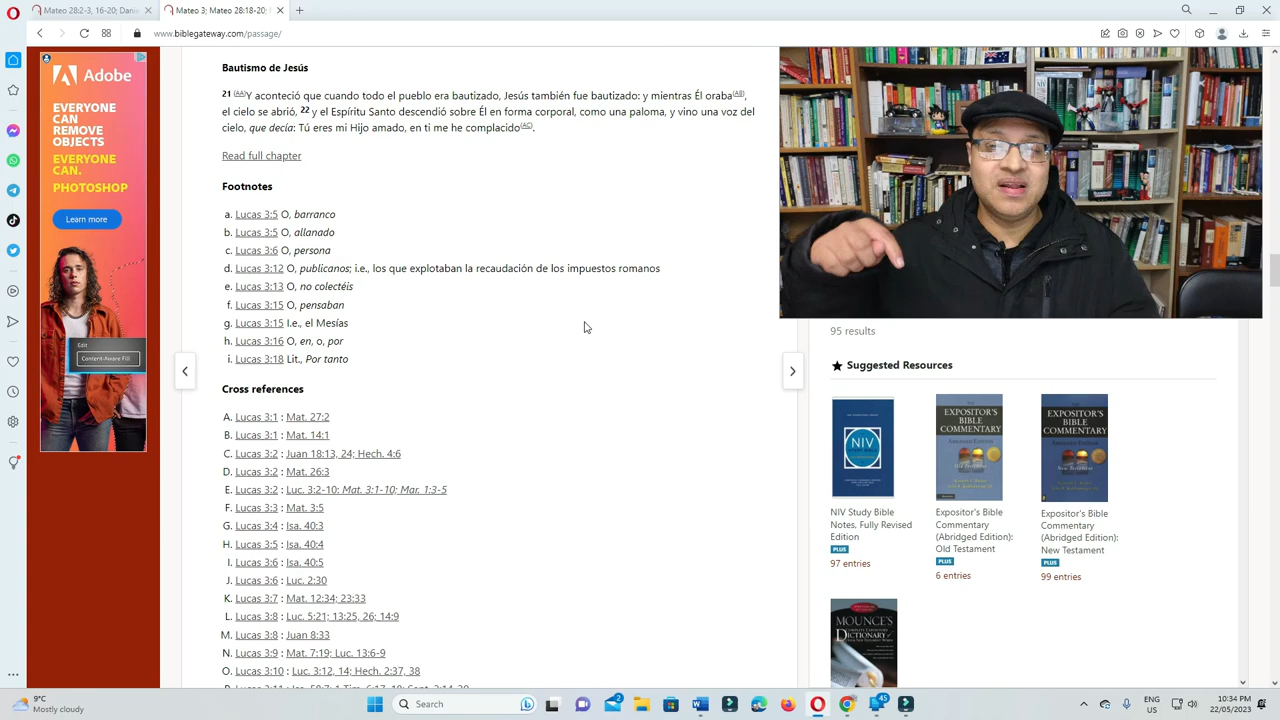 Mateo 28:2-3, 16-20; Danie
Mateo 3; Mateo 28:18-20;
www.biblegateway.com/passage/
Adobe
EVERYONE
CAN
REMOVE
OBJECTS
EVERYONE
CAN.
PHOTOSHOP
Learn more
Edit
Content-Aware Fill
Bautismo de Jesús
21 (AA)Y aconteció que cuando todo el pueblo era bautizado, Jesús también fue bautizado: y mientras Él oraba(AB),
el cielo se abrió, 22 y el Espíritu Santo descendió sobre Él en forma corporal, como una paloma, y vino una voz del
cielo, que decía: Tú eres mi Hijo amado, en ti me he complacido(AC).
Read full chapter
Footnotes
a. Lucas 3:5 O, barranco
b. Lucas 3:5 O, allanado
c. Lucas 3:6 O, persona
d. Lucas 3:12 O, publicanos; i.e., los que explotaban la recaudación de los impuestos romanos
e. Lucas 3:13 O, no colectéis
f. Lucas 3:15 O, pensaban
g. Lucas 3:15 I.e., el Mesías
h. Lucas 3:16 O, en, o, por
i. Lucas 3:18 Lit., Por tanto
Cross references
A. Lucas 3:1 : Mat. 27:2
B. Lucas 3:1 : Mat. 14:1
C. Lucas 3:2 : Juan 18:13, 24; Hech. 4:6
D. Lucas 3:2 : Mat. 26:3
E. Lucas 3:2 : Luc. 3:2-10; Mat. 3:1-10; Mar. 1:3-5
F. Lucas 3:3 : Mat. 3:5
G. Lucas 3:4 : Isa. 40:3
H. Lucas 3:5 : Isa. 40:4
I. Lucas 3:6 : Isa. 40:5
J. Lucas 3:6 : Luc. 2:30
K. Lucas 3:7 : Mat. 12:34; 23:33
L. Lucas 3:8 : Luc. 5:21; 13:25, 26; 14:9
M. Lucas 3:8 : Juan 8:33
N. Lucas 3:9 : Mat. 7:19; Luc. 13:6-9
O. Lucas 3:10 : Luc. 3:12, 14; Hech. 2:37, 38
95 results
Suggested Resources
NIV
EXPOSITOR'S
BIBLE
COMMENTARY
EXPOSITOR'S
BIBLE
COMMENTARY
NIV Study Bible
Notes, Fully Revised
Edition
PLUS
97 entries
Expositor's Bible
Commentary
(Abridged Edition):
Old Testament
PLUS
6 entries
Expositor's Bible
Commentary
(Abridged Edition):
New Testament
PLUS
99 entries
MOUNCE'S
DICTIONARY
9°C
Mostly cloudy
Search
2
45
ENG
US
10:34 PM
22/05/2023